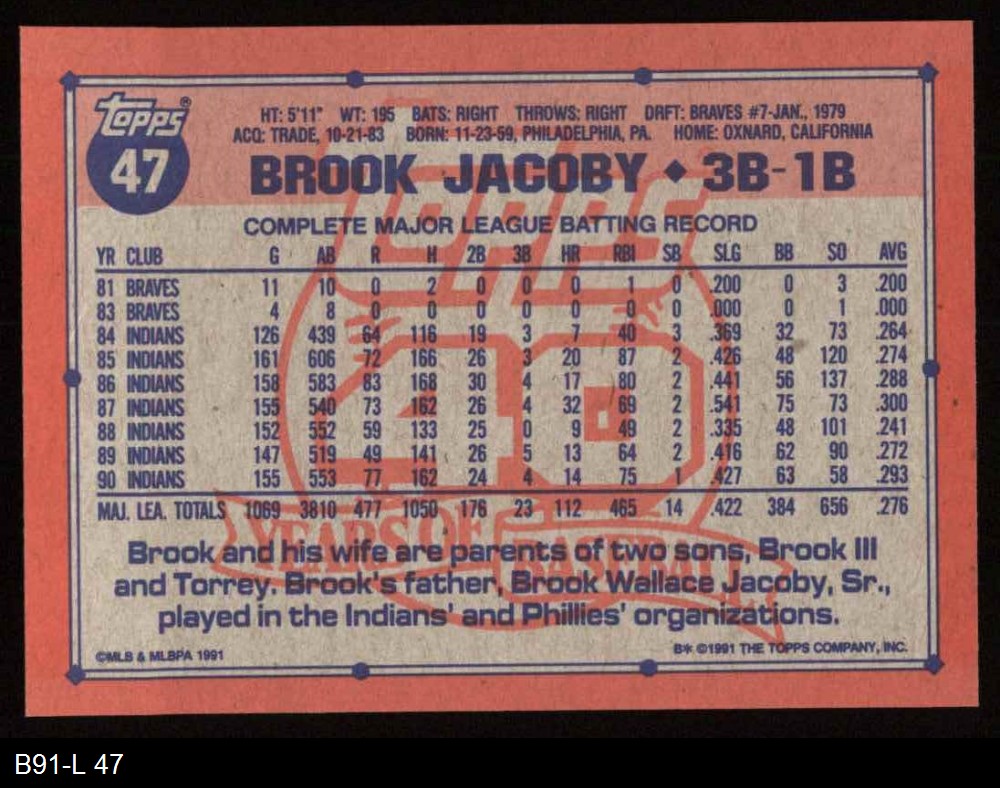 Topps®
47
HT: 5'11" WT: 195 BATS: RIGHT THROWS: RIGHT DRFT: BRAVES #7-JAN., 1979
ACQ: TRADE, 10-21-83 BORN: 11-23-59, PHILADELPHIA, PA. HOME: OXNARD, CALIFORNIA
BROOK JACOBY ♦ 3B-1B
COMPLETE MAJOR LEAGUE BATTING RECORD
YR CLUB G AB R H 2B 3B HR RBI SB SLG BB SO AVG
81 BRAVES 11 10 0 2 0 0 0 1 0 .200 0 3 .200
83 BRAVES 4 8 0 0 0 0 0 0 0 .000 0 1 .000
84 INDIANS 126 439 64 116 19 3 7 40 3 .369 32 73 .264
85 INDIANS 161 606 72 166 26 3 20 87 2 .426 48 120 .274
86 INDIANS 158 583 83 168 30 4 17 80 2 .441 56 137 .288
87 INDIANS 155 540 73 162 26 4 32 69 2 .541 75 73 .300
88 INDIANS 152 552 59 133 25 0 9 49 2 .335 48 101 .241
89 INDIANS 147 519 49 141 26 5 13 64 2 .416 62 90 .272
90 INDIANS 155 553 77 162 24 4 14 75 1 .427 63 58 .293
MAJ. LEA. TOTALS 1069 3810 477 1050 176 23 112 465 14 .422 384 656 .276
Topps
40
YEARS OF BASEBALL
Brook and his wife are parents of two sons, Brook III
and Torrey. Brook's father, Brook Wallace Jacoby, Sr.,
played in the Indians' and Phillies' organizations.
©MLB & MLBPA 1991
B* ©1991 THE TOPPS COMPANY, INC.
B91-L 47